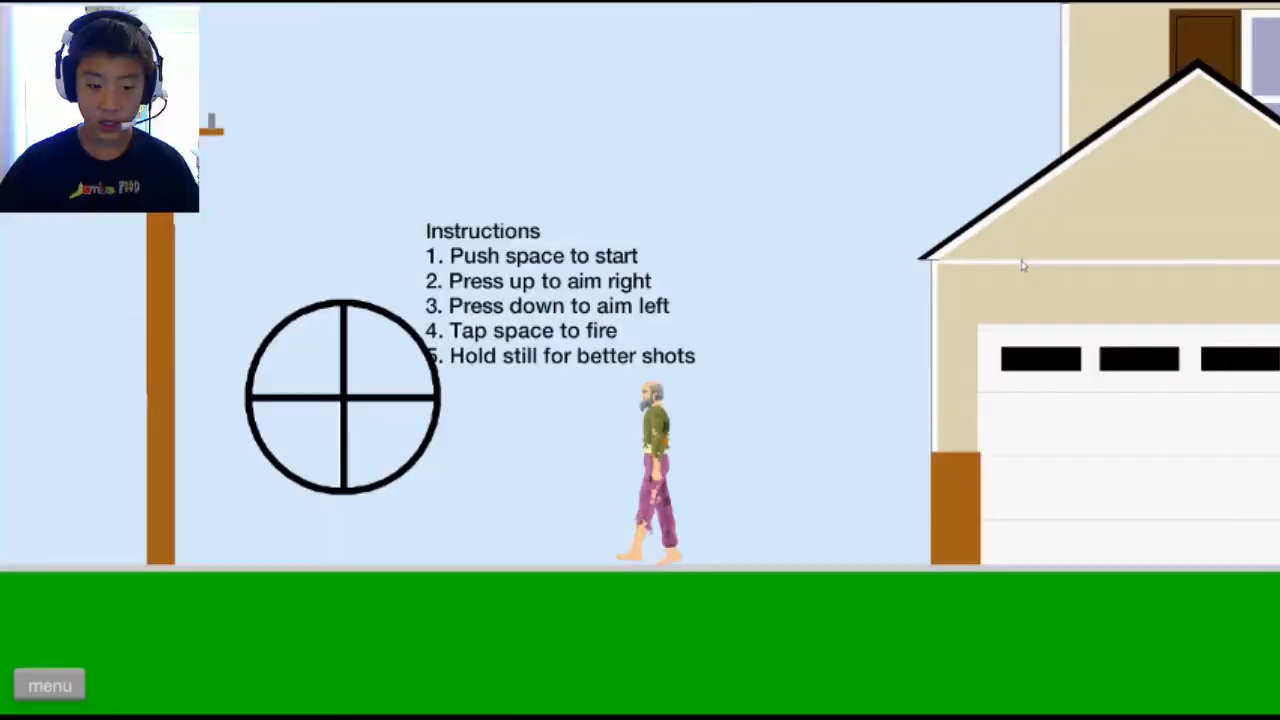 Instructions
1. Push space to start
2. Press up to aim right
3. Press down to aim left
4. Tap space to fire
5. Hold still for better shots
menu